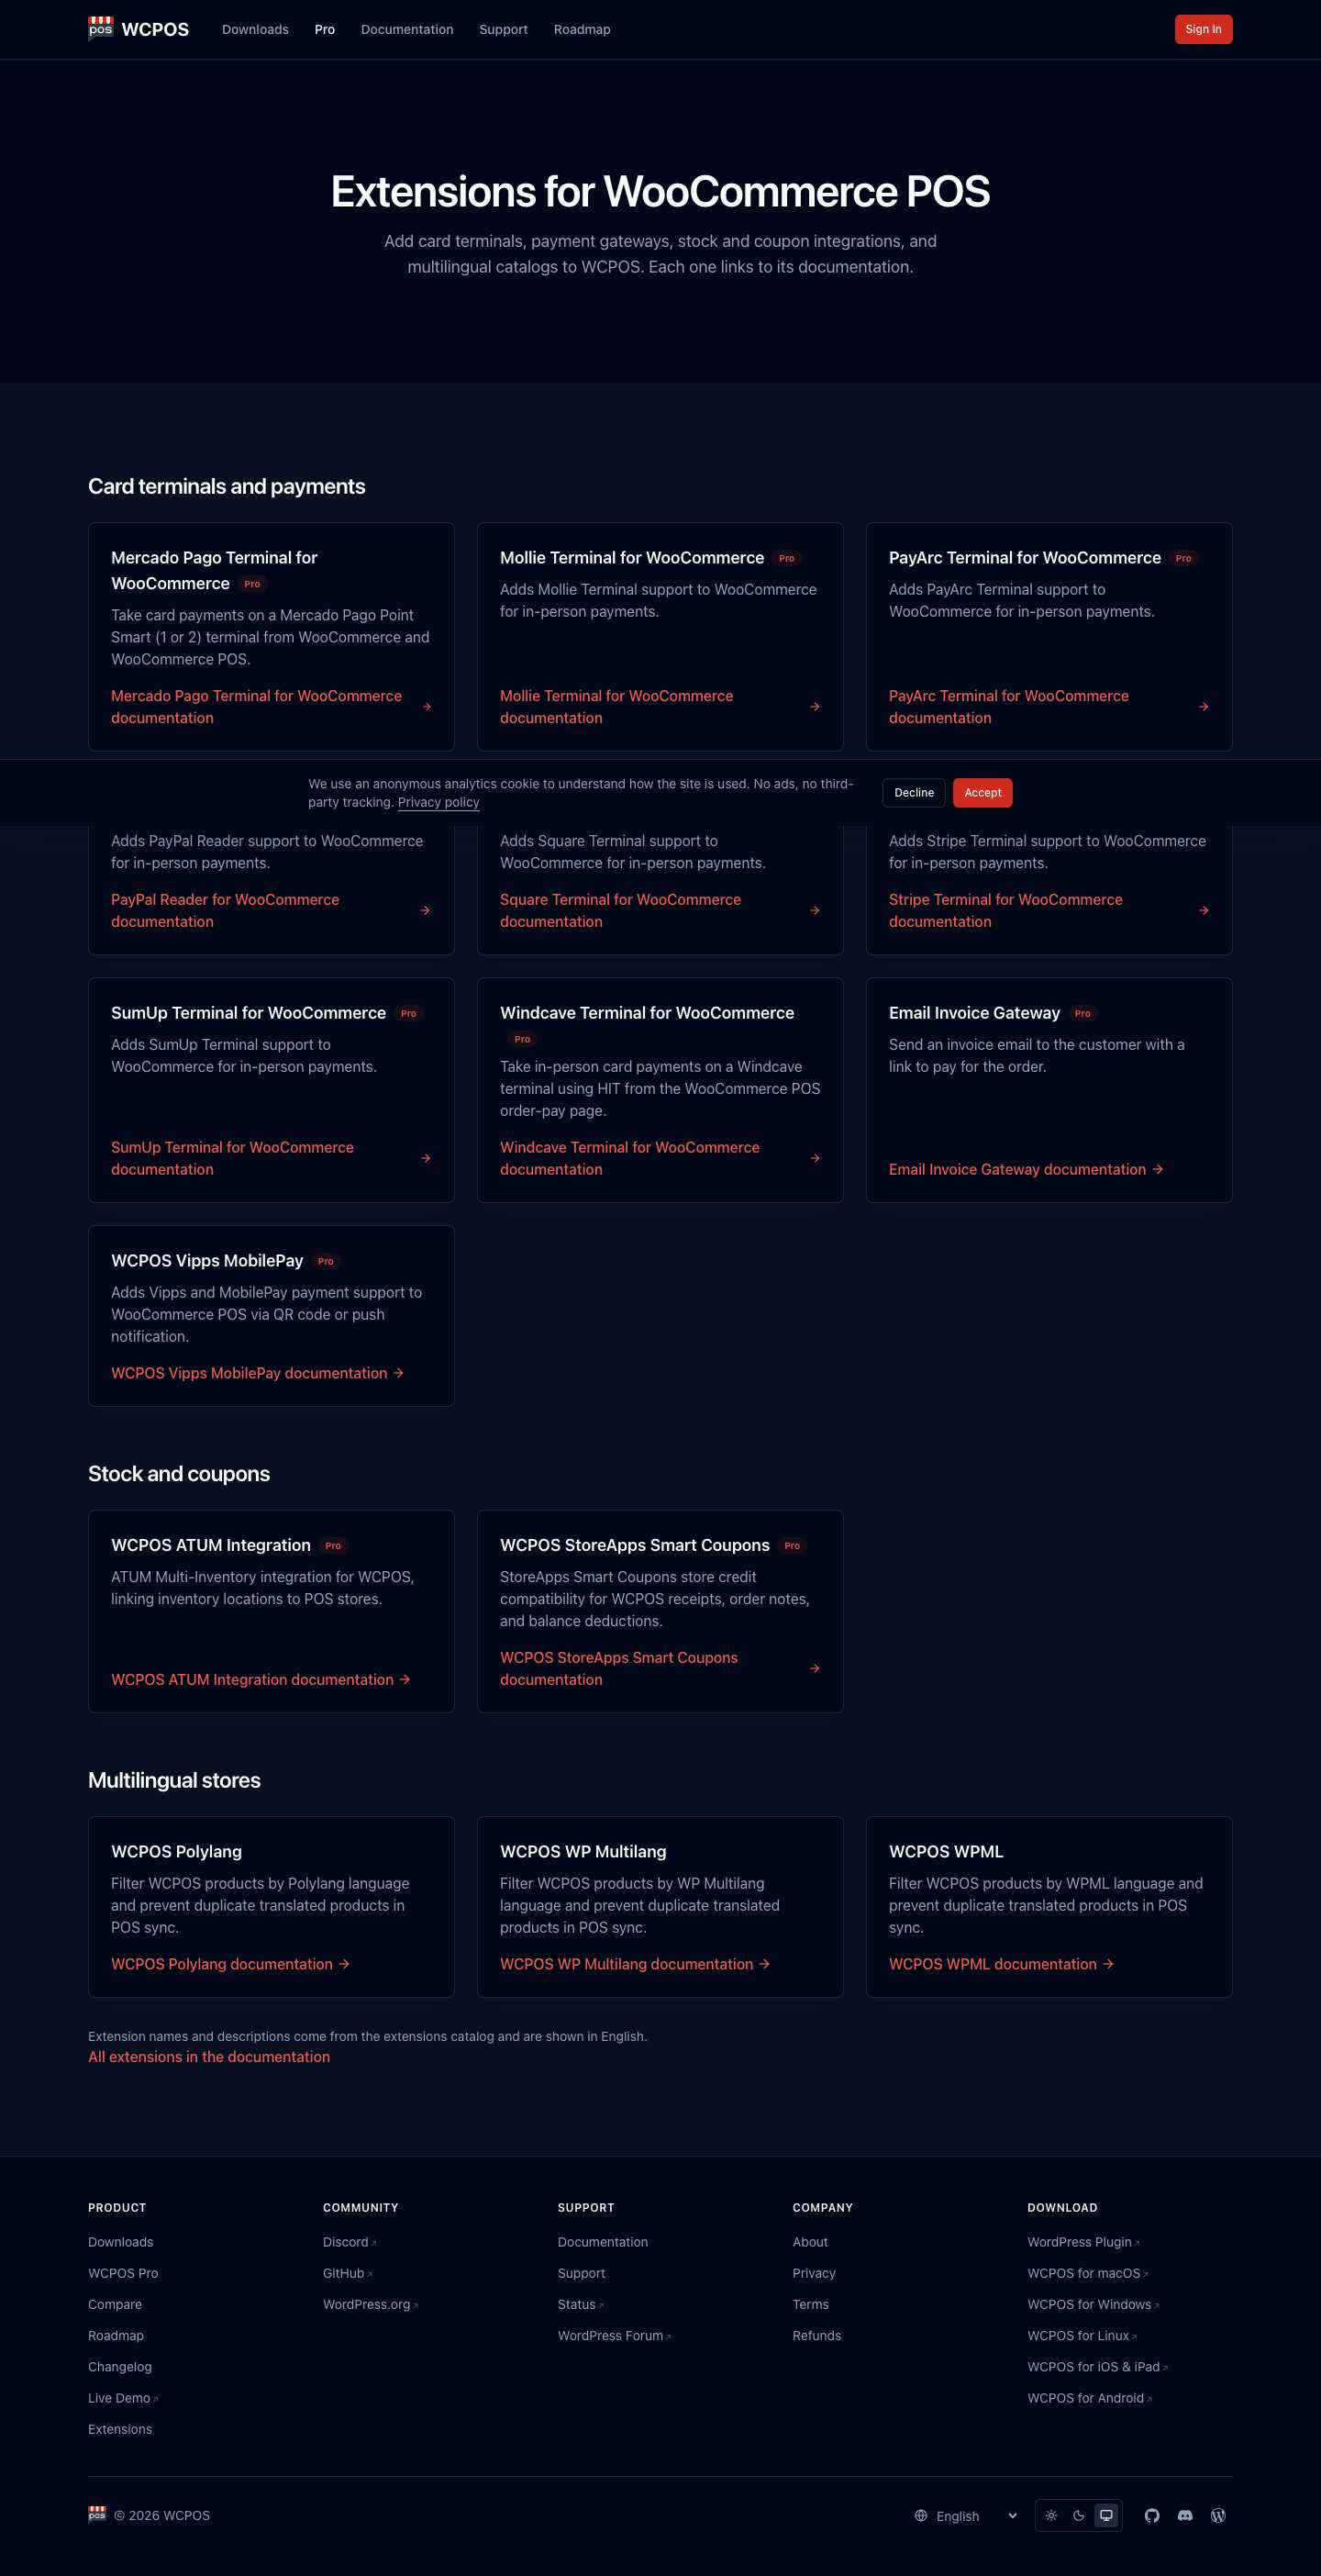 pos WCPOS Downloads Pro Documentation Support Roadmap Sign In
Extensions for WooCommerce POS
Add card terminals, payment gateways, stock and coupon integrations, and
multilingual catalogs to WCPOS. Each one links to its documentation.
Card terminals and payments
Mercado Pago Terminal for
WooCommerce Pro
Take card payments on a Mercado Pago Point
Smart (1 or 2) terminal from WooCommerce and
WooCommerce POS.
Mercado Pago Terminal for WooCommerce
documentation
Mollie Terminal for WooCommerce Pro
Adds Mollie Terminal support to WooCommerce
for in-person payments.
Mollie Terminal for WooCommerce
documentation
PayArc Terminal for WooCommerce Pro
Adds PayArc Terminal support to
WooCommerce for in-person payments.
PayArc Terminal for WooCommerce
documentation
We use an anonymous analytics cookie to understand how the site is used. No ads, no third-
party tracking. Privacy policy
Decline Accept
Adds PayPal Reader support to WooCommerce
for in-person payments.
PayPal Reader for WooCommerce
documentation
Adds Square Terminal support to
WooCommerce for in-person payments.
Square Terminal for WooCommerce
documentation
Adds Stripe Terminal support to WooCommerce
for in-person payments.
Stripe Terminal for WooCommerce
documentation
SumUp Terminal for WooCommerce Pro
Adds SumUp Terminal support to
WooCommerce for in-person payments.
SumUp Terminal for WooCommerce
documentation
Windcave Terminal for WooCommerce
Pro
Take in-person card payments on a Windcave
terminal using HIT from the WooCommerce POS
order-pay page.
Windcave Terminal for WooCommerce
documentation
Email Invoice Gateway Pro
Send an invoice email to the customer with a
link to pay for the order.
Email Invoice Gateway documentation
WCPOS Vipps MobilePay Pro
Adds Vipps and MobilePay payment support to
WooCommerce POS via QR code or push
notification.
WCPOS Vipps MobilePay documentation
Stock and coupons
WCPOS ATUM Integration Pro
ATUM Multi-Inventory integration for WCPOS,
linking inventory locations to POS stores.
WCPOS ATUM Integration documentation
WCPOS StoreApps Smart Coupons Pro
StoreApps Smart Coupons store credit
compatibility for WCPOS receipts, order notes,
and balance deductions.
WCPOS StoreApps Smart Coupons
documentation
Multilingual stores
WCPOS Polylang
Filter WCPOS products by Polylang language
and prevent duplicate translated products in
POS sync.
WCPOS Polylang documentation
WCPOS WP Multilang
Filter WCPOS products by WP Multilang
language and prevent duplicate translated
products in POS sync.
WCPOS WP Multilang documentation
WCPOS WPML
Filter WCPOS products by WPML language and
prevent duplicate translated products in POS
sync.
WCPOS WPML documentation
Extension names and descriptions come from the extensions catalog and are shown in English.
All extensions in the documentation
PRODUCT
Downloads
WCPOS Pro
Compare
Roadmap
Changelog
Live Demo
Extensions
COMMUNITY
Discord
GitHub
WordPress.org
SUPPORT
Documentation
Support
Status
WordPress Forum
COMPANY
About
Privacy
Terms
Refunds
DOWNLOAD
WordPress Plugin
WCPOS for macOS
WCPOS for Windows
WCPOS for Linux
WCPOS for iOS & iPad
WCPOS for Android
pos © 2026 WCPOS
English